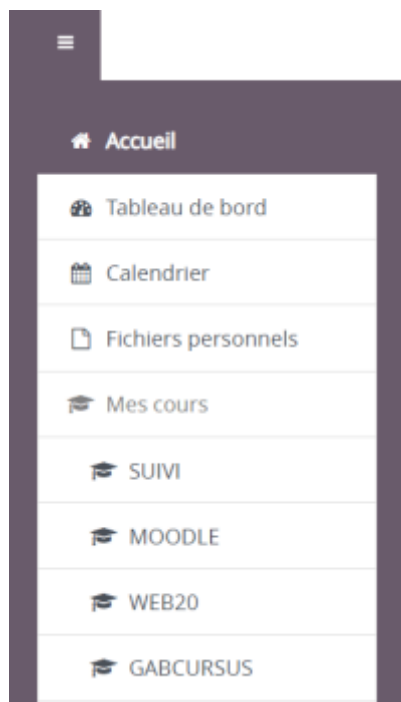 Accueil
Tableau de bord
Calendrier
Fichiers personnels
Mes cours
SUIVI
MOODLE
WEB20
GABCURSUS